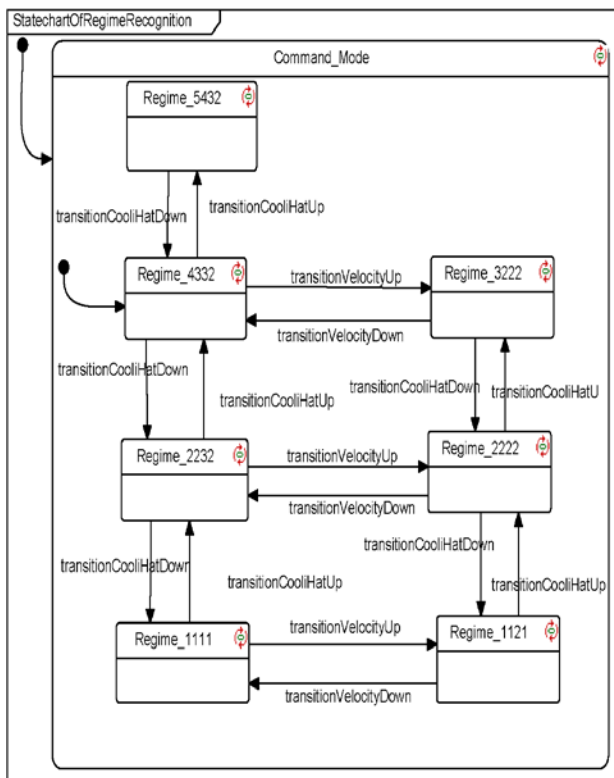 StatechartOfRegimeRecognition
Command_Mode
Regime_5432
transitionCooliHatDown
transitionCooliHatUp
Regime_4332
transitionVelocityUp
Regime_3222
transitionVelocityDown
transitionCooliHatDown
transitionCooliHatUp
transitionCooliHatDown
transitionCooliHatU
Regime_2232
transitionVelocityUp
Regime_2222
transitionVelocityDown
transitionCooliHatDown
transitionCooliHatUp
transitionCooliHatDown
transitionCooliHatUp
Regime_1111
transitionVelocityUp
Regime_1121
transitionVelocityDown